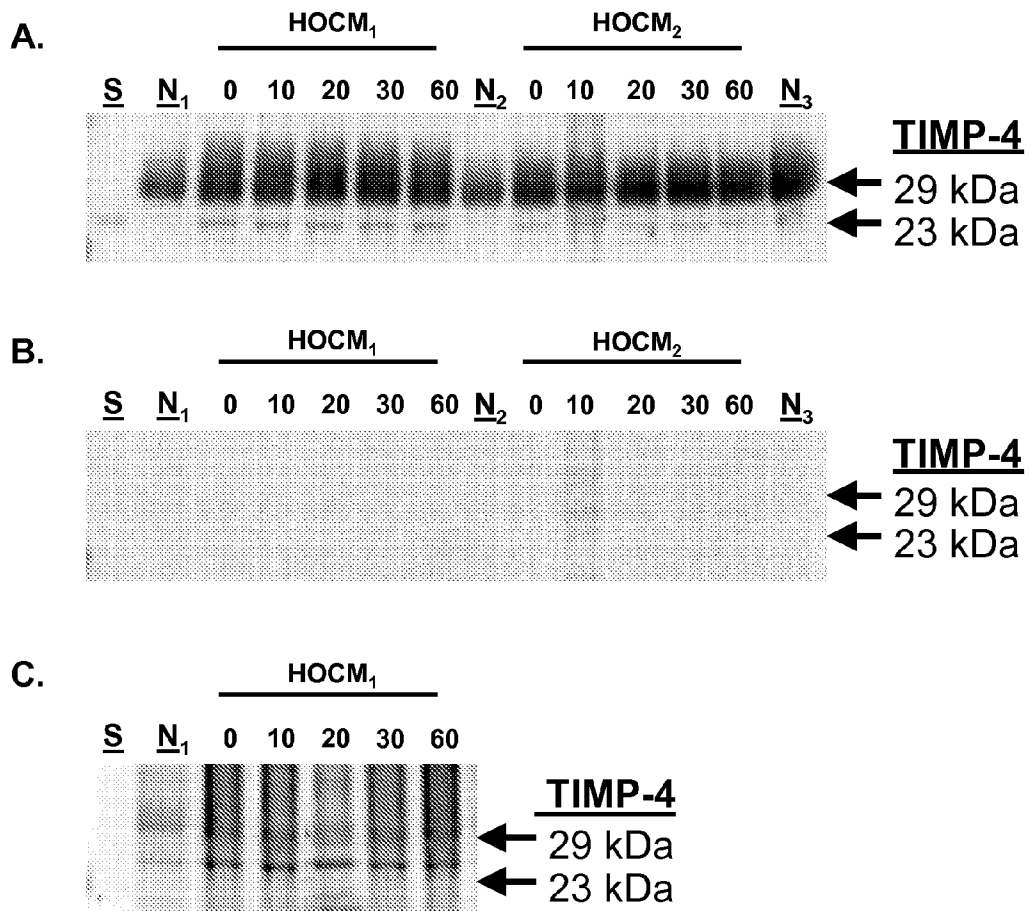 A.
HOCM₁ HOCM₂
S N₁ 0 10 20 30 60 N₂ 0 10 20 30 60 N₃
TIMP-4
29 kDa
23 kDa
B.
HOCM₁ HOCM₂
S N₁ 0 10 20 30 60 N₂ 0 10 20 30 60 N₃
TIMP-4
29 kDa
23 kDa
C.
HOCM₁
S N₁ 0 10 20 30 60
TIMP-4
29 kDa
23 kDa